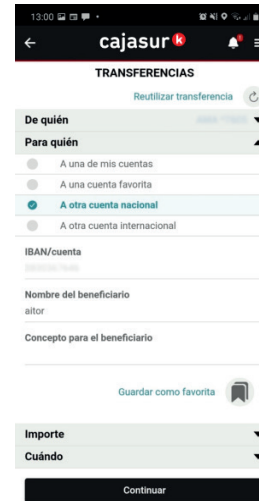 13:00
cajasur
TRANSFERENCIAS
Reutilizar transferencia
De quién
Para quién
A una de mis cuentas
A una cuenta favorita
A otra cuenta nacional
A otra cuenta internacional
IBAN/cuenta
Nombre del beneficiario
aitor
Concepto para el beneficiario
Guardar como favorita
Importe
Cuándo
Continuar